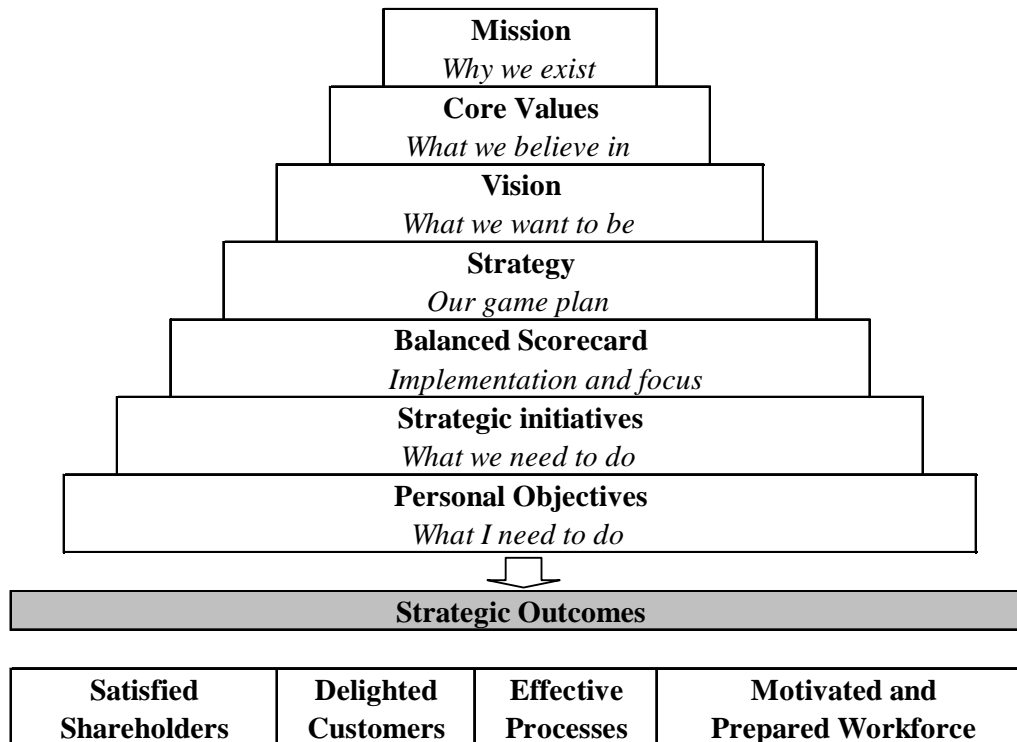 Mission
Why we exist
Core Values
What we believe in
Vision
What we want to be
Strategy
Our game plan
Balanced Scorecard
Implementation and focus
Strategic initiatives
What we need to do
Personal Objectives
What I need to do
Strategic Outcomes
Satisfied
Shareholders
Delighted
Customers
Effective
Processes
Motivated and
Prepared Workforce